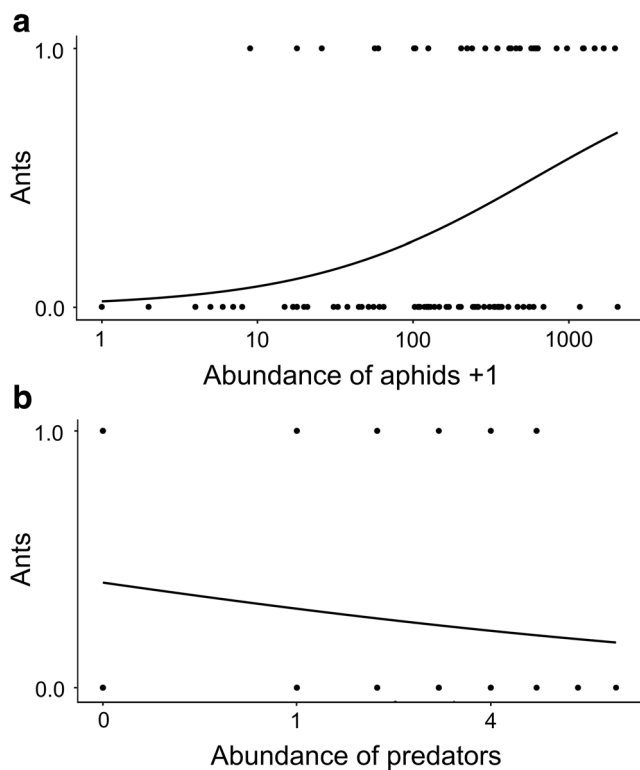 a
1.0
Ants
0.0
1 10 100 1000
Abundance of aphids +1
b
1.0
Ants
0.0
0 1 4
Abundance of predators